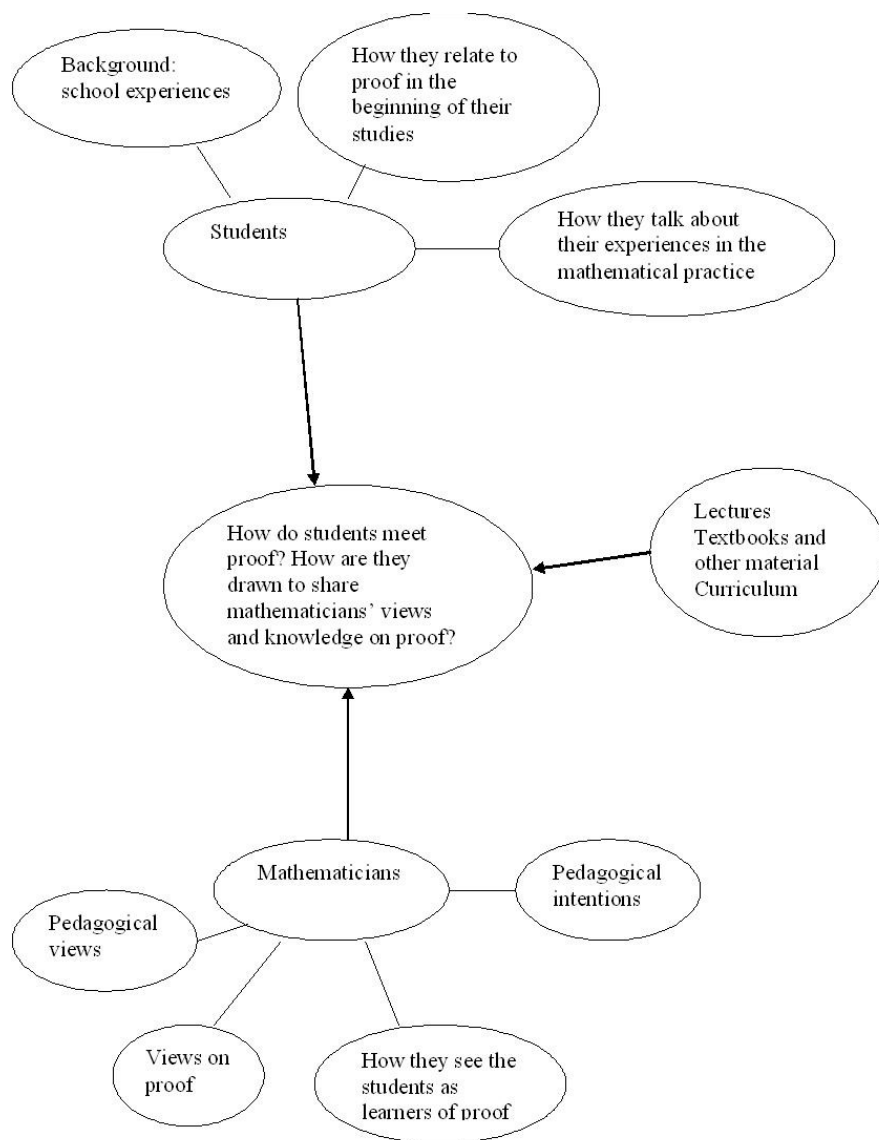 Background:
school experiences
How they relate to
proof in the
beginning of their
studies
Students
How they talk about
their experiences in the
mathematical practice
How do students meet
proof? How are they
drawn to share
mathematicians’ views
and knowledge on proof?
Lectures
Textbooks and
other material
Curriculum
Mathematicians
Pedagogical
intentions
Pedagogical
views
Views on
proof
How they see the
students as
learners of proof